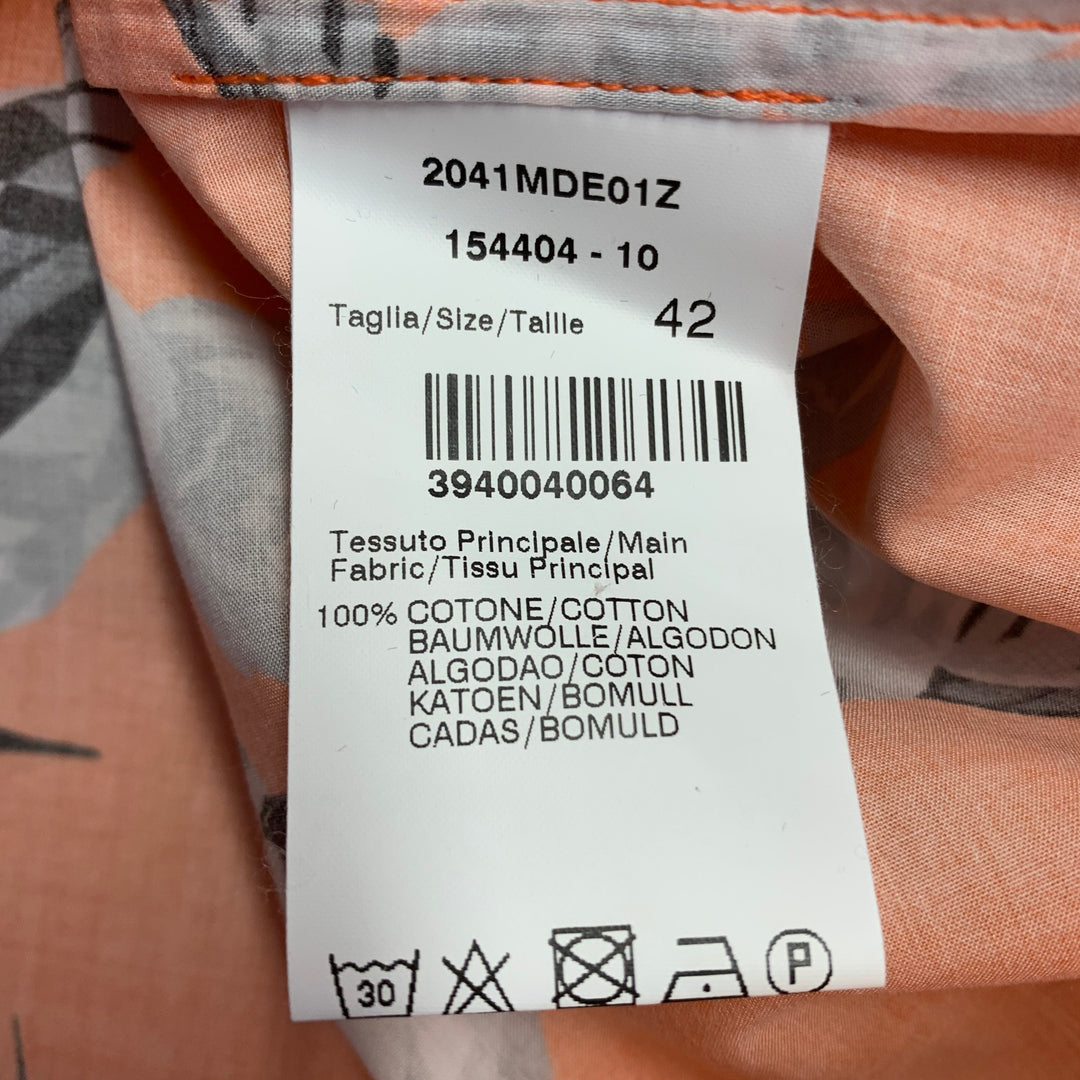 2041MDE01Z
154404 - 10
Taglia/Size/Taille 42
3940040064
Tessuto Principale/Main
Fabric/Tissu Principal
100% COTONE/COTTON
BAUMWOLLE/ALGODON
ALGODAO/COTON
KATOEN/BOMULL
CADAS/BOMULD
30 P